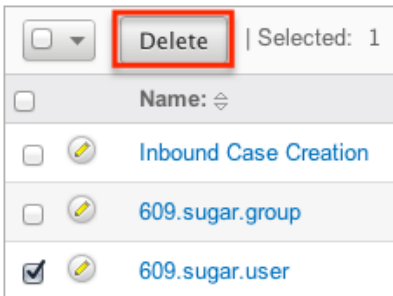 Delete | Selected: 1
Name:
Inbound Case Creation
609.sugar.group
609.sugar.user